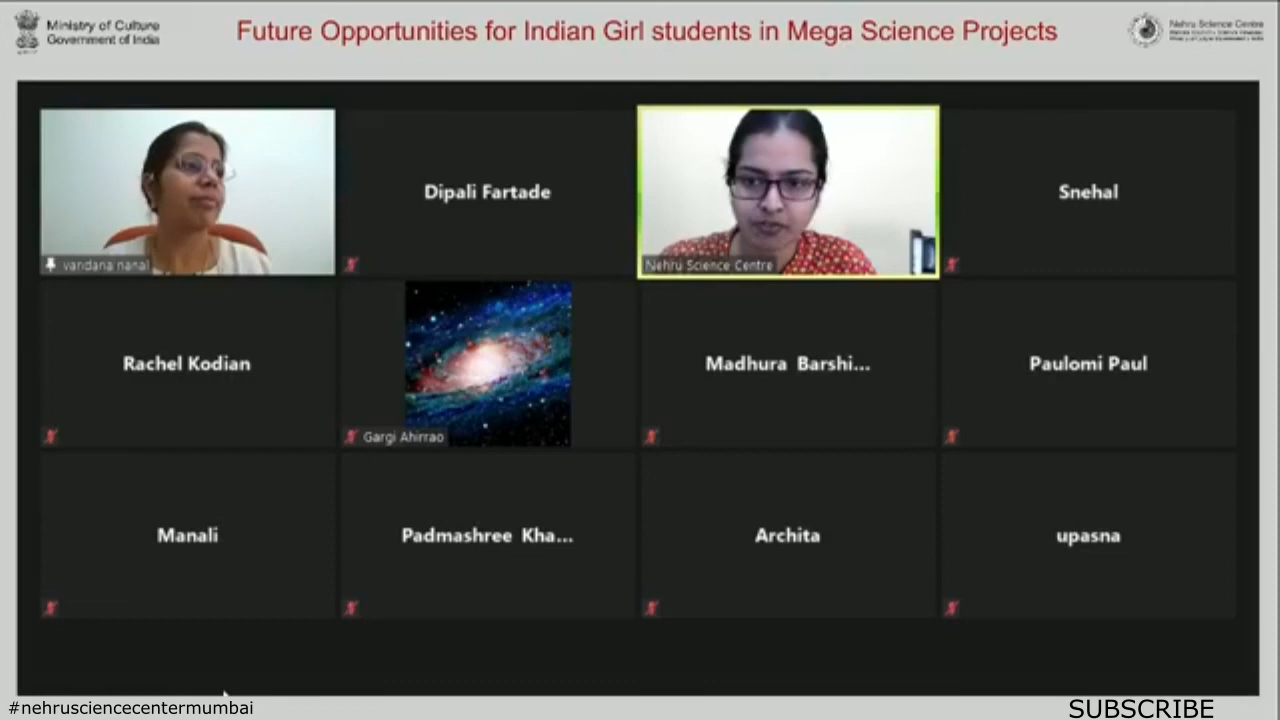 Ministry of Culture
Government of India
Future Opportunities for Indian Girl students in Mega Science Projects
Nehru Science Centre
vandana nanal
Dipali Fartade
Nehru Science Centre
Snehal
Rachel Kodian
Gargi Ahirrao
Madhura Barshi...
Paulomi Paul
Manali
Padmashree Kha...
Archita
upasna
#nehrusciencecentermumbai
SUBSCRIBE